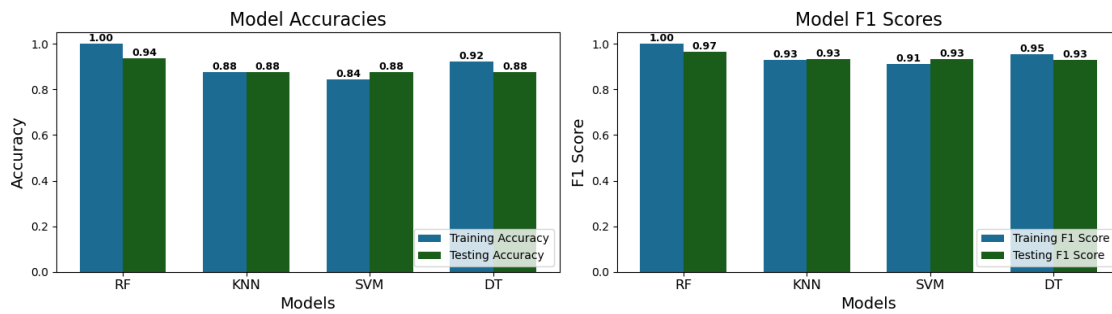 Model Accuracies
1.00
0.94
0.88
0.88
0.84
0.88
0.92
0.88
1.0
0.8
0.6
0.4
0.2
0.0
Accuracy
Training Accuracy
Testing Accuracy
RF KNN SVM DT
Models
Model F1 Scores
1.00
0.97
0.93
0.93
0.91
0.93
0.95
0.93
1.0
0.8
0.6
0.4
0.2
0.0
F1 Score
Training F1 Score
Testing F1 Score
RF KNN SVM DT
Models